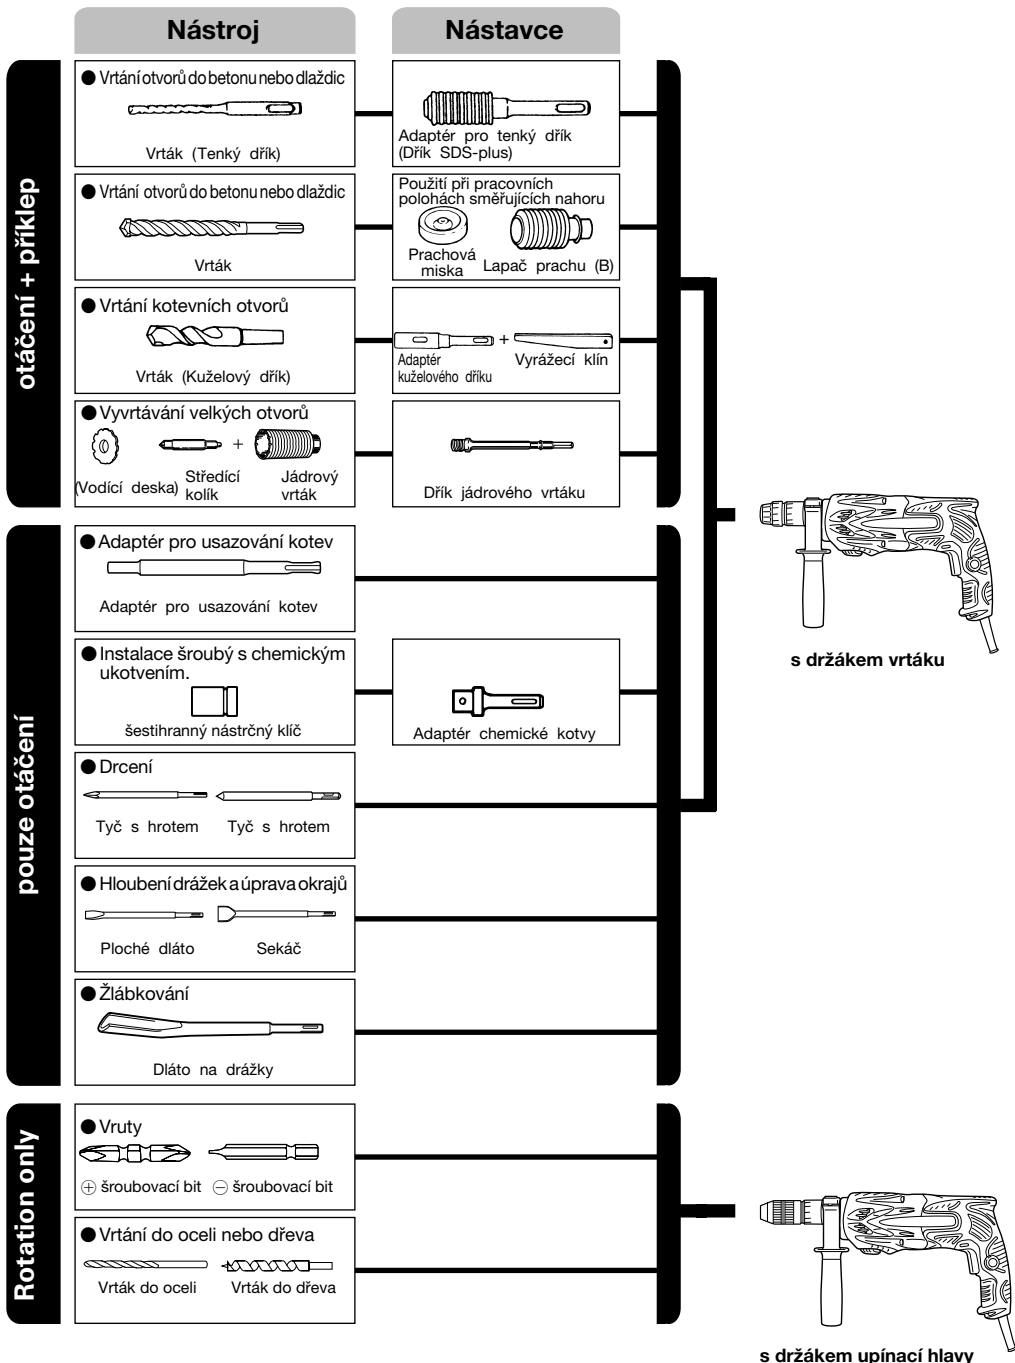 Nástroj
Nástavce
otáčení + příklep
● Vrtání otvorů do betonu nebo dlaždic
Vrták (Tenký dřík)
Adaptér pro tenký dřík
(Dřík SDS-plus)
● Vrtání otvorů do betonu nebo dlaždic
Vrták
Použití při pracovních
polohách směřujících nahoru
Prachová
miska
Lapač prachu (B)
● Vrtání kotevních otvorů
Vrták (Kuželový dřík)
+
Adaptér
kuželového dříku
Vyrážecí klín
● Vyvrtávání velkých otvorů
+
(Vodící deska)
Středící
kolík
Jádrový
vrták
Dřík jádrového vrtáku
pouze otáčení
● Adaptér pro usazování kotev
Adaptér pro usazování kotev
● Instalace šroubý s chemickým
ukotvením.
šestihranný nástrčný klíč
Adaptér chemické kotvy
● Drcení
Tyč s hrotem
Tyč s hrotem
● Hloubení drážek a úprava okrajů
Ploché dláto
Sekáč
● Žlábkování
Dláto na drážky
s držákem vrtáku
Rotation only
● Vruty
⊕ šroubovací bit
⊖ šroubovací bit
● Vrtání do oceli nebo dřeva
Vrták do oceli
Vrták do dřeva
s držákem upínací hlavy